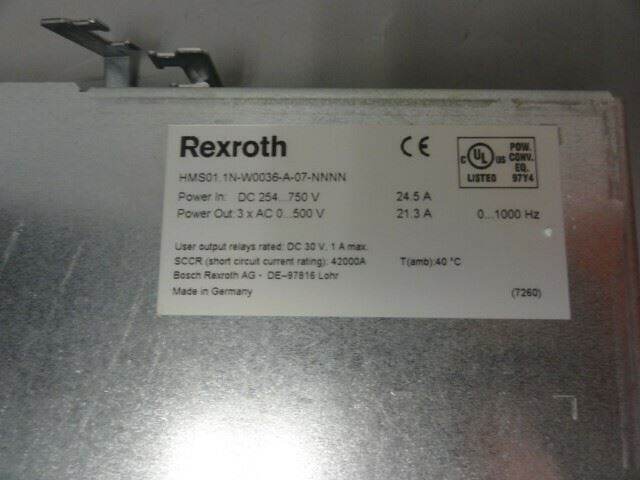 Rexroth CE
C UL US LISTED POW. CONV. EQ. 97Y4
HMS01.1N-W0036-A-07-NNNN
Power In: DC 254...750 V 24.5 A
Power Out: 3 x AC 0...500 V 21.3 A 0...1000 Hz
User output relays rated: DC 30 V, 1 A max.
SCCR (short circuit current rating): 42000A T(amb):40 °C
Bosch Rexroth AG - DE–97816 Lohr
Made in Germany (7260)